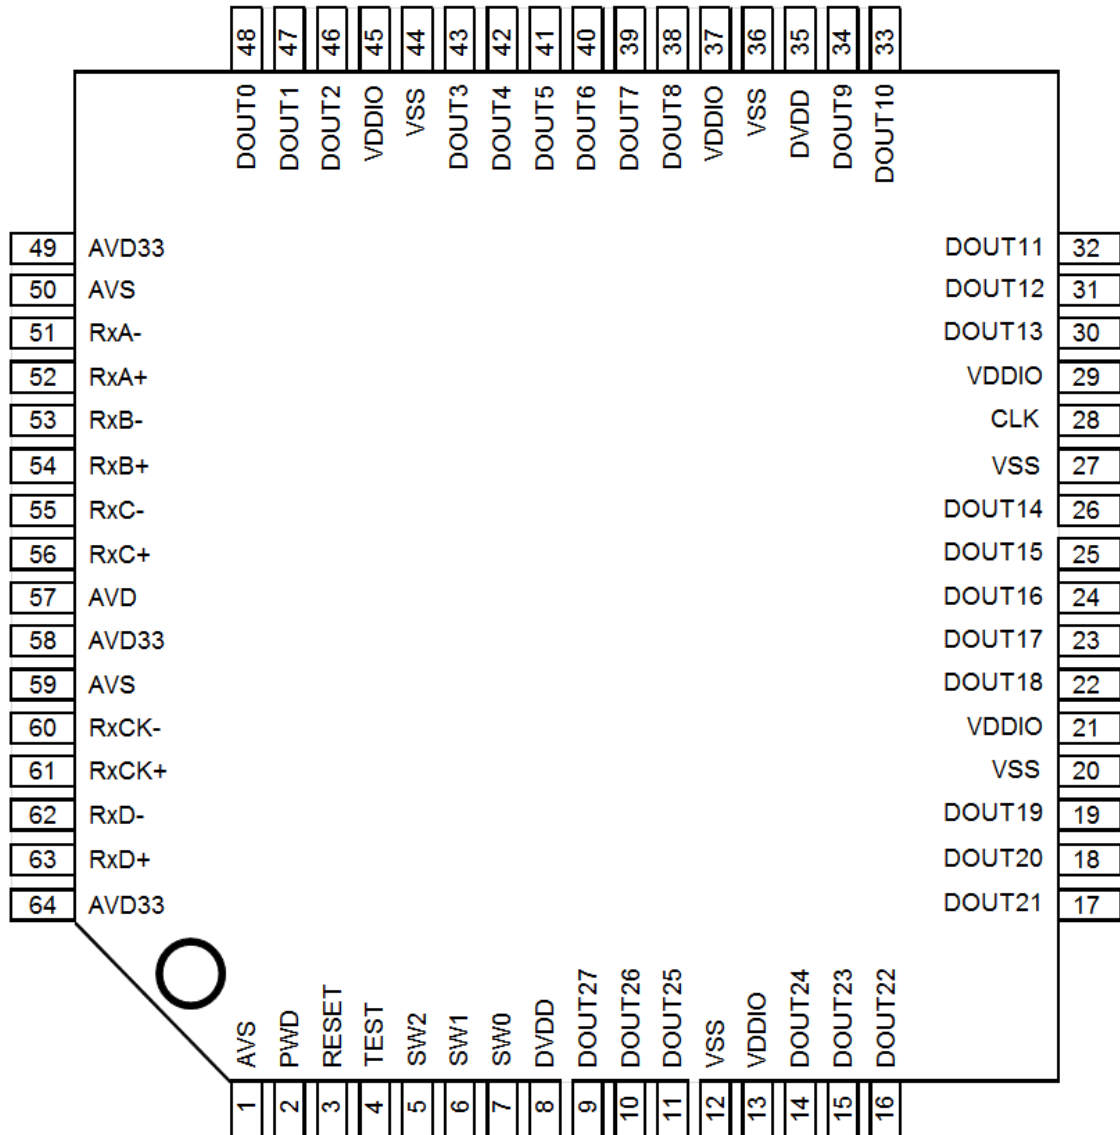 48 47 46 45 44 43 42 41 40 39 38 37 36 35 34 33
DOUT0 DOUT1 DOUT2 VDDIO VSS DOUT3 DOUT4 DOUT5 DOUT6 DOUT7 DOUT8 VDDIO VSS DVDD DOUT9 DOUT10
49 AVD33
50 AVS
51 RxA-
52 RxA+
53 RxB-
54 RxB+
55 RxC-
56 RxC+
57 AVD
58 AVD33
59 AVS
60 RxCK-
61 RxCK+
62 RxD-
63 RxD+
64 AVD33
DOUT11 32
DOUT12 31
DOUT13 30
VDDIO 29
CLK 28
VSS 27
DOUT14 26
DOUT15 25
DOUT16 24
DOUT17 23
DOUT18 22
VDDIO 21
VSS 20
DOUT19 19
DOUT20 18
DOUT21 17
AVS PWD RESET TEST SW2 SW1 SW0 DVDD DOUT27 DOUT26 DOUT25 VSS VDDIO DOUT24 DOUT23 DOUT22
1 2 3 4 5 6 7 8 9 10 11 12 13 14 15 16